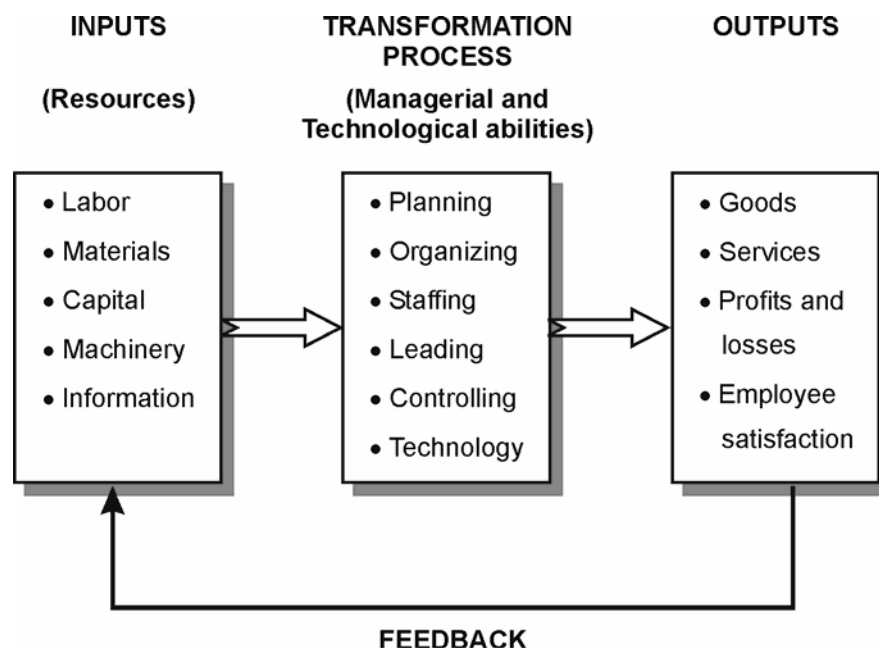 INPUTS
(Resources)
• Labor
• Materials
• Capital
• Machinery
• Information
TRANSFORMATION
PROCESS
(Managerial and
Technological abilities)
• Planning
• Organizing
• Staffing
• Leading
• Controlling
• Technology
OUTPUTS
• Goods
• Services
• Profits and
losses
• Employee
satisfaction
FEEDBACK